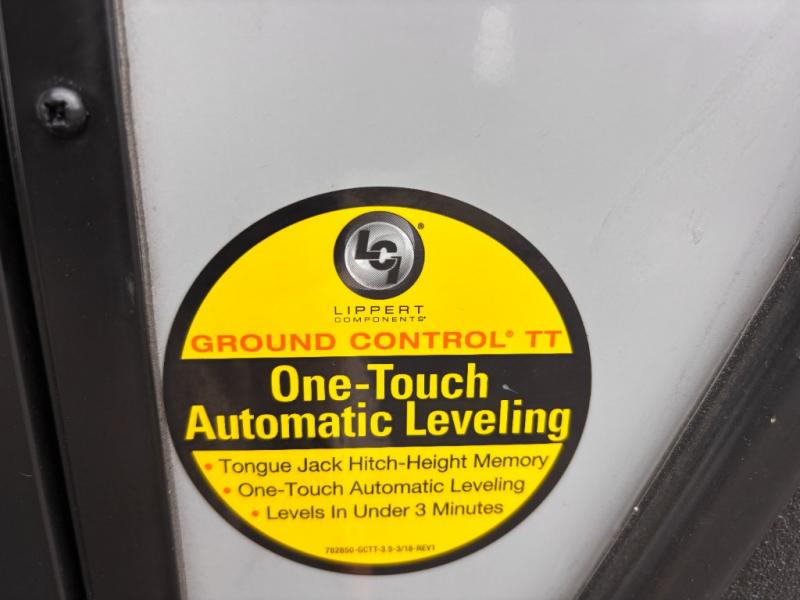 LCI®
LIPPERT
COMPONENTS®
GROUND CONTROL® TT
One-Touch
Automatic Leveling
• Tongue Jack Hitch-Height Memory
• One-Touch Automatic Leveling
• Levels In Under 3 Minutes
782850-GCTT-3.5-3/18-REV1